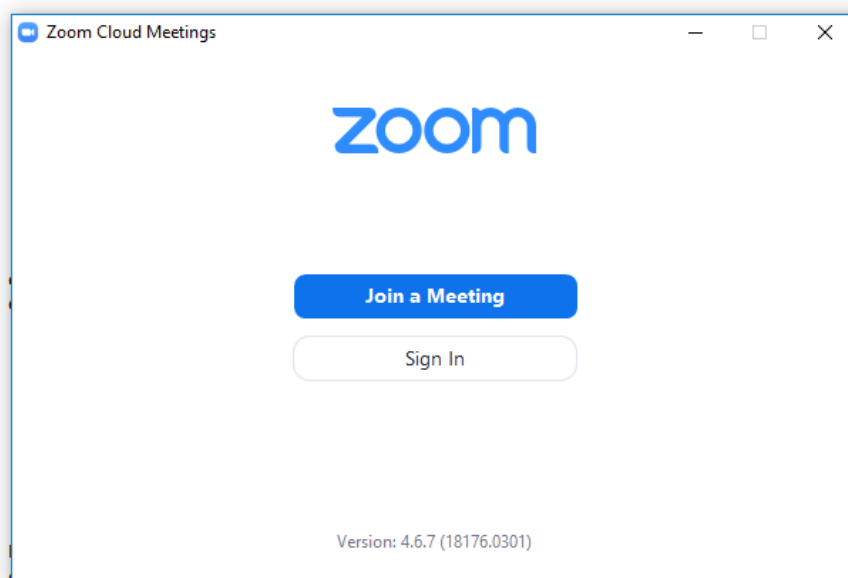 Zoom Cloud Meetings
zoom
Join a Meeting
Sign In
Version: 4.6.7 (18176.0301)